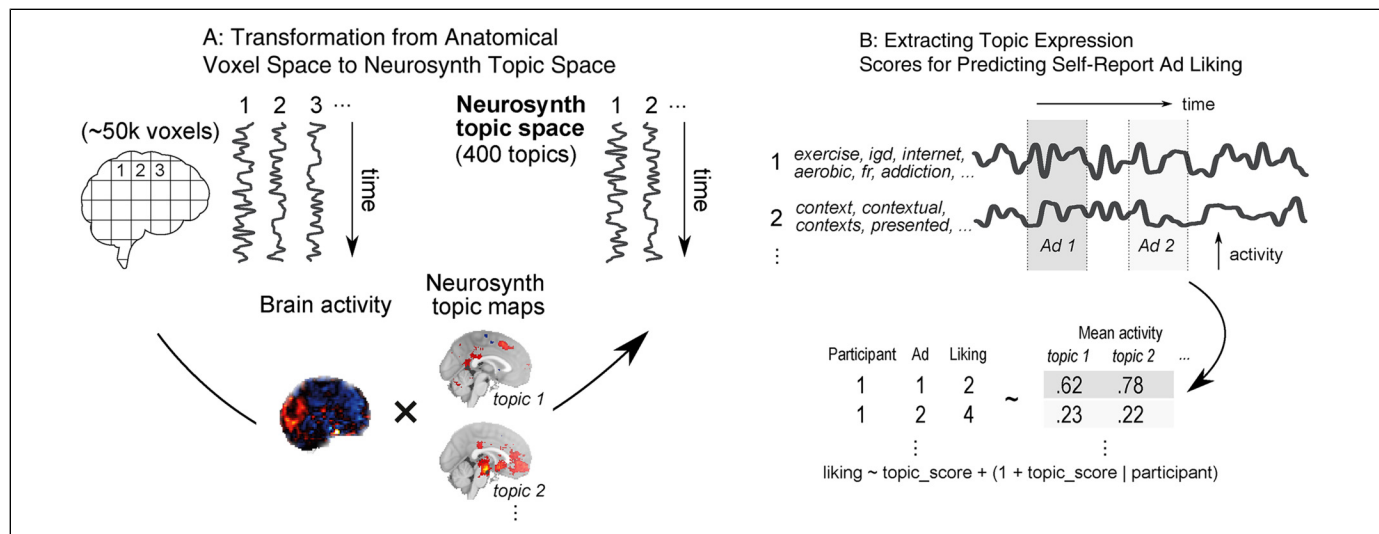 A: Transformation from Anatomical
Voxel Space to Neurosynth Topic Space
(~50k voxels)
1 2 3
1 2 3 ...
time
Neurosynth
topic space
(400 topics)
1 2 ...
time
Brain activity
Neurosynth
topic maps
×
topic 1
topic 2
⋮
B: Extracting Topic Expression
Scores for Predicting Self-Report Ad Liking
time
1 exercise, igd, internet,
aerobic, fr, addiction, ...
2 context, contextual,
contexts, presented, ...
⋮
Ad 1
Ad 2
activity
Mean activity
Participant Ad Liking topic 1 topic 2 ...
1 1 2 ~ .62 .78
1 2 4 .23 .22
⋮ ⋮
liking ~ topic_score + (1 + topic_score | participant)